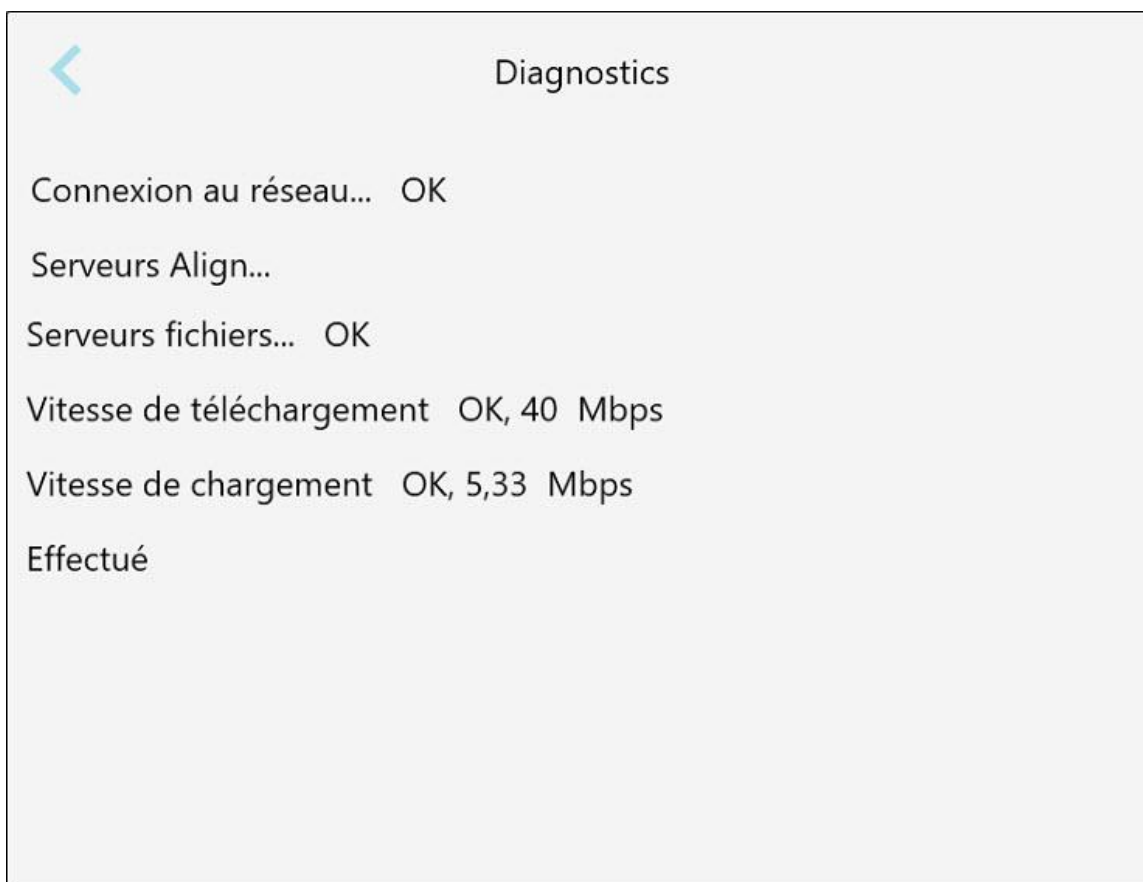 Diagnostics
Connexion au réseau... OK
Serveurs Align...
Serveurs fichiers... OK
Vitesse de téléchargement OK, 40 Mbps
Vitesse de chargement OK, 5,33 Mbps
Effectué